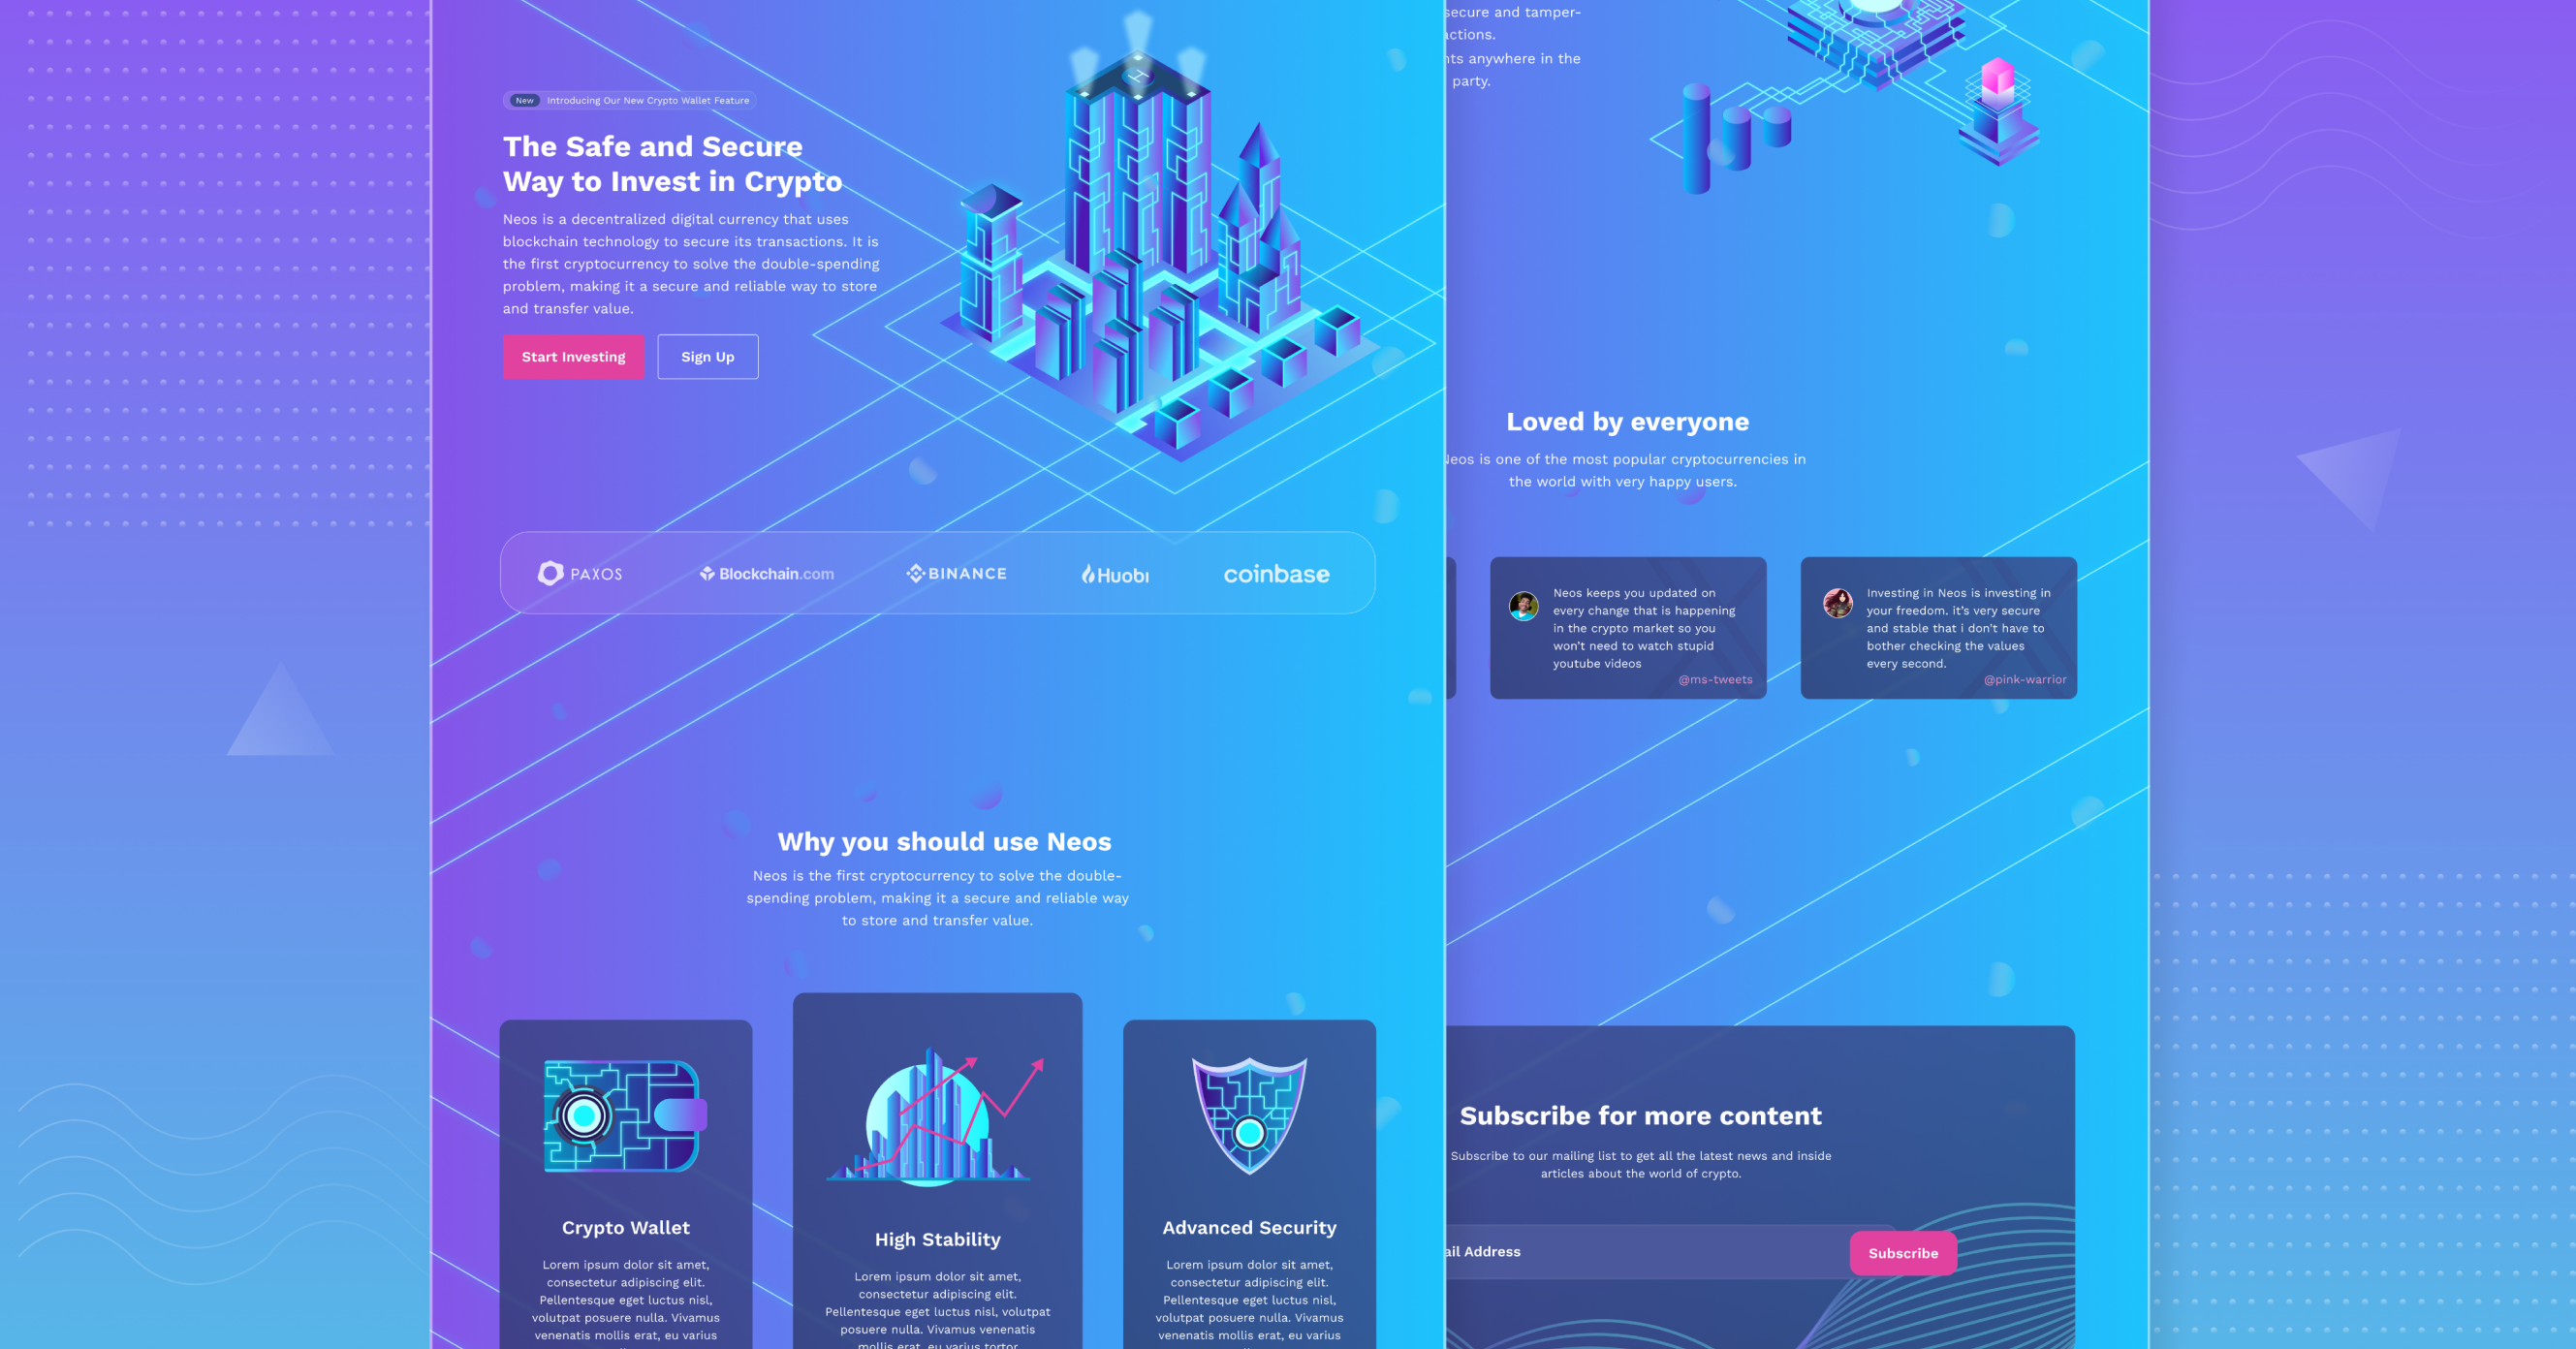 New Introducing Our New Crypto Wallet Feature
The Safe and Secure
Way to Invest in Crypto
Neos is a decentralized digital currency that uses
blockchain technology to secure its transactions. It is
the first cryptocurrency to solve the double-spending
problem, making it a secure and reliable way to store
and transfer value.
Start Investing
Sign Up
PAXOS
Blockchain.com
BINANCE
Huobi
coinbase
Why you should use Neos
Neos is the first cryptocurrency to solve the double-
spending problem, making it a secure and reliable way
to store and transfer value.
Crypto Wallet
Lorem ipsum dolor sit amet,
consectetur adipiscing elit.
Pellentesque eget luctus nisl,
volutpat posuere nulla. Vivamus
venenatis mollis erat, eu varius
High Stability
Lorem ipsum dolor sit amet,
consectetur adipiscing elit.
Pellentesque eget luctus nisl, volutpat
posuere nulla. Vivamus venenatis
mollis erat, eu varius tortor
Advanced Security
Lorem ipsum dolor sit amet,
consectetur adipiscing elit.
Pellentesque eget luctus nisl,
volutpat posuere nulla. Vivamus
venenatis mollis erat, eu varius
secure and tamper-
actions.
nts anywhere in the
party.
Loved by everyone
Neos is one of the most popular cryptocurrencies in
the world with very happy users.
Neos keeps you updated on
every change that is happening
in the crypto market so you
won't need to watch stupid
youtube videos
@ms-tweets
Investing in Neos is investing in
your freedom. it's very secure
and stable that i don't have to
bother checking the values
every second.
@pink-warrior
Subscribe for more content
Subscribe to our mailing list to get all the latest news and inside
articles about the world of crypto.
ail Address
Subscribe